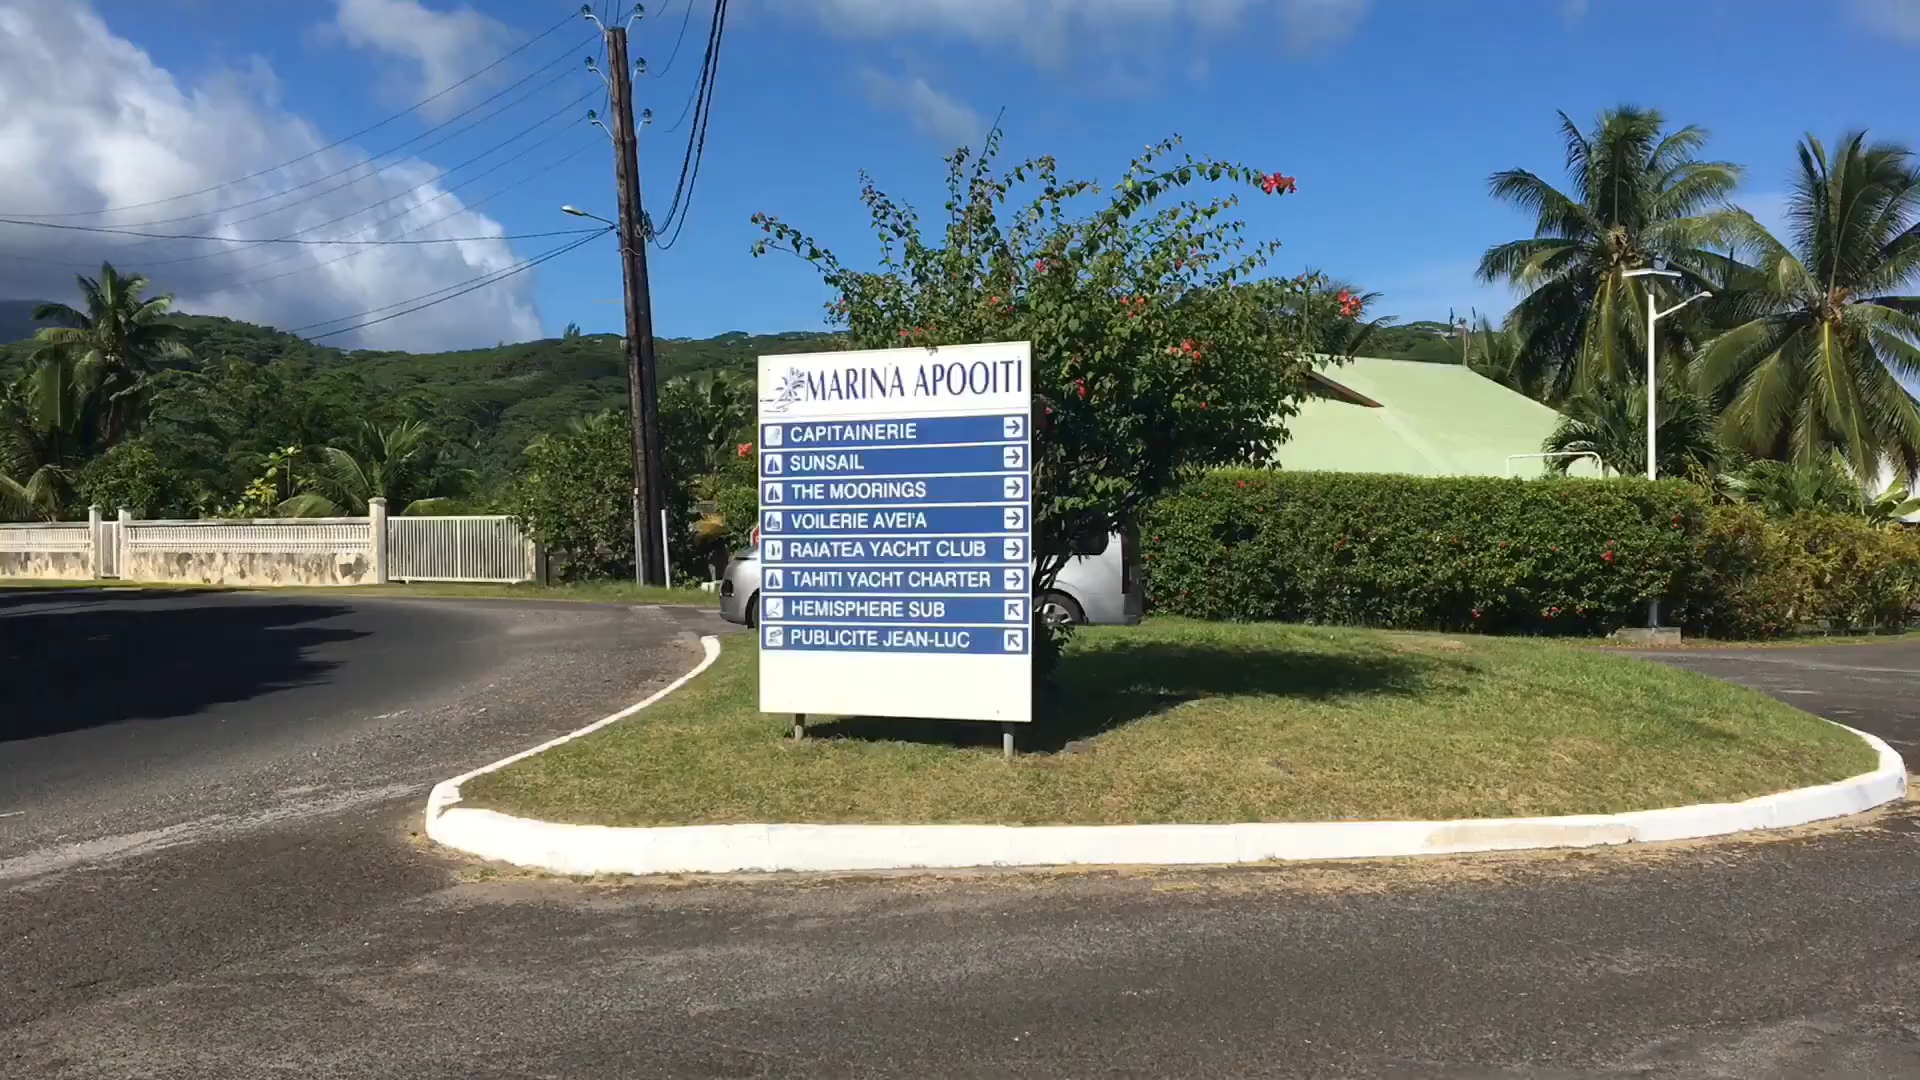 MARINA APOOITI
CAPITAINERIE
SUNSAIL
THE MOORINGS
VOILERIE AVEI'A
RAIATEA YACHT CLUB
TAHITI YACHT CHARTER
HEMISPHERE SUB
PUBLICITE JEAN-LUC